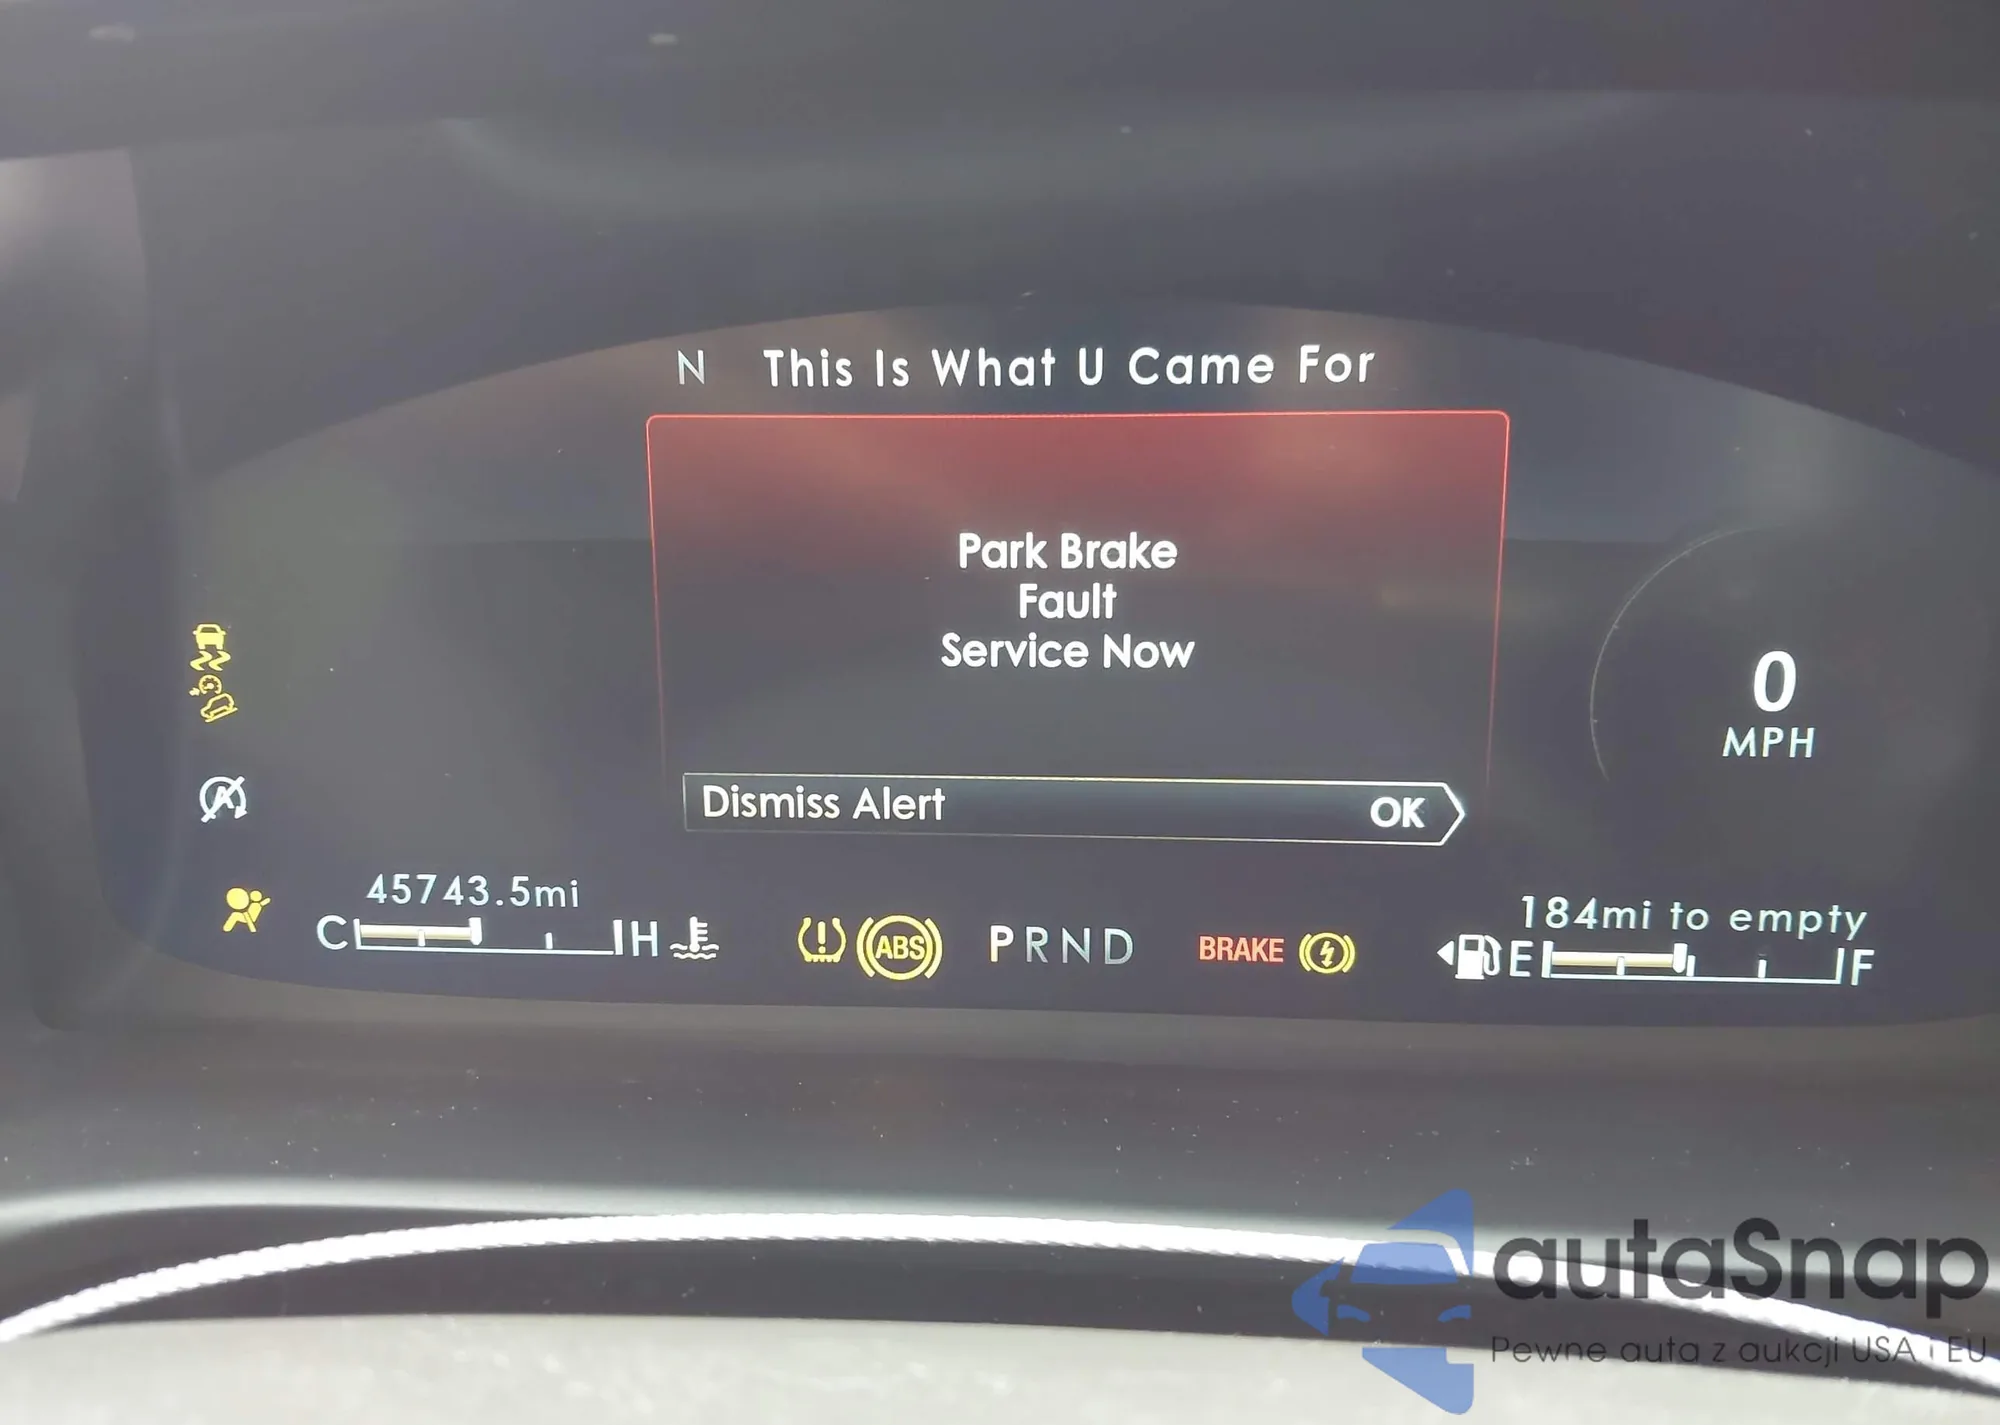 N This Is What U Came For
Park Brake
Fault
Service Now
Dismiss Alert OK
45743.5mi
C H
ABS
PRND
BRAKE
184mi to empty
E F
0
MPH
autaSnap
Pewne auta z aukcji USA i EU